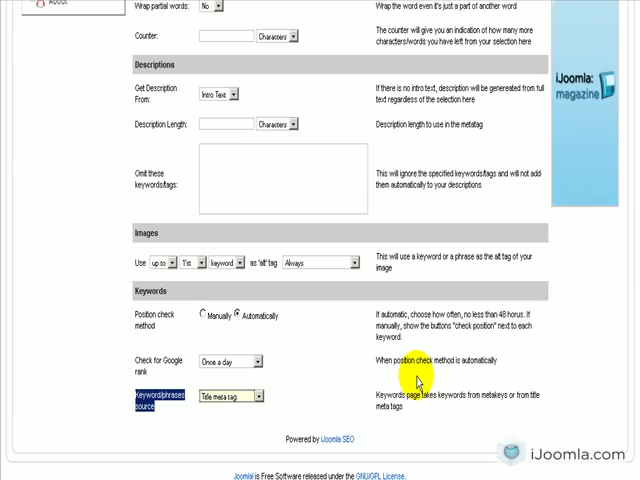 About
Wrap partial words: No Wrap the word even it's just a part of another word
Counter: Characters The counter will give you an indication of how many more
characters/words you have left from your selection here
Descriptions
Get Description
From: Intro Text If there is no intro text, description will be genereated from full
text regardless of the selection here
Description Length: Characters Description length to use in the metatag
Omit these
keywords/tags: This will ignore the specified keywords/tags and will not add
them automatically to your descriptions
Images
Use up to 1'st keyword as 'alt' tag Always This will use a keyword or a phrase as the alt tag of your
image
Keywords
Position check
method Manually Automatically If automatic, choose how often, no less than 48 horus. If
manually, show the buttons "check position" next to each
keyword.
Check for Google
rank Once a day When position check method is automatically
Keyword/phrases
source Title meta tag Keywords page takes keywords from metakeys or from title
meta tags
iJoomla:
magazine
Powered by iJoomla SEO
iJoomla.com
Joomla! is Free Software released under the GNU/GPL License.